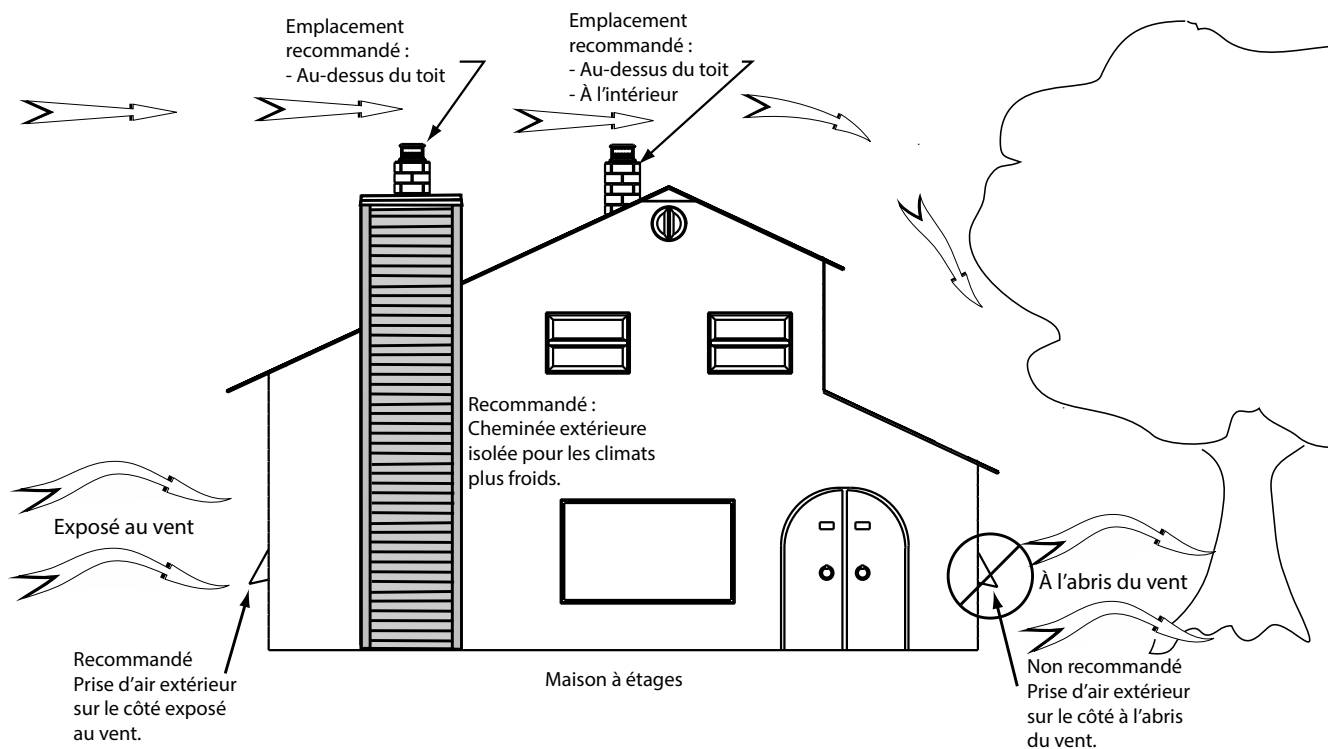 Emplacement
recommandé :
- Au-dessus du toit
Emplacement
recommandé :
- Au-dessus du toit
- À l’intérieur
Recommandé :
Cheminée extérieure
isolée pour les climats
plus froids.
Exposé au vent
À l’abris du vent
Recommandé
Prise d’air extérieur
sur le côté exposé
au vent.
Maison à étages
Non recommandé
Prise d’air extérieur
sur le côté à l’abris
du vent.